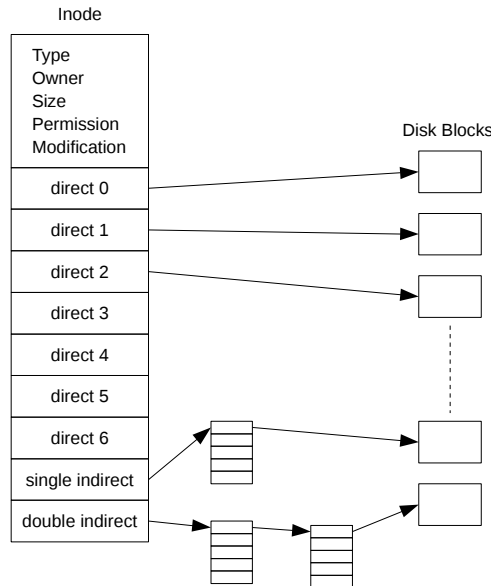 Inode
Type
Owner
Size
Permission
Modification
Disk Blocks
direct 0
direct 1
direct 2
direct 3
direct 4
direct 5
direct 6
single indirect
double indirect